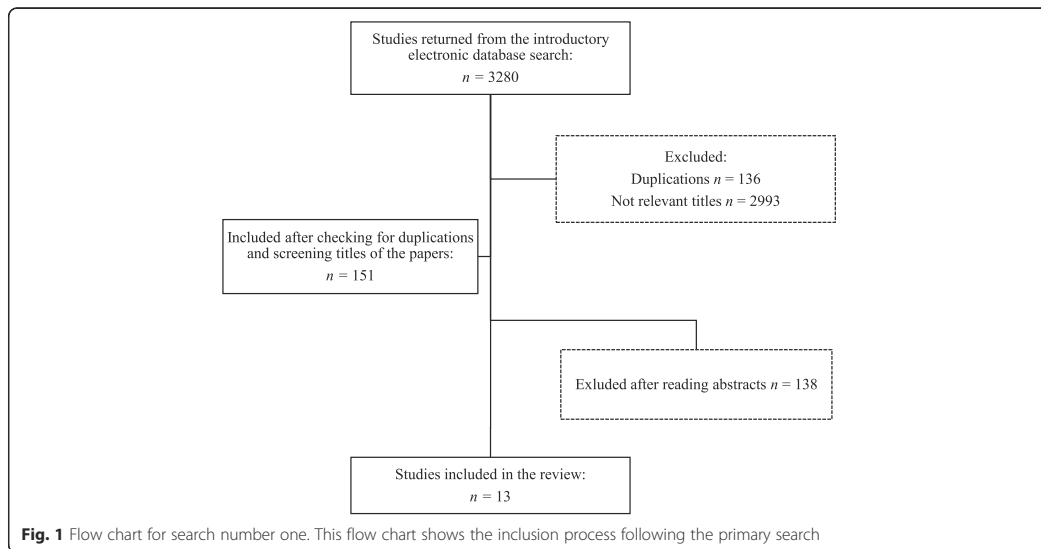 Studies returned from the introductory
electronic database search:
n = 3280
Excluded:
Duplications n = 136
Not relevant titles n = 2993
Included after checking for duplications
and screening titles of the papers:
n = 151
Exluded after reading abstracts n = 138
Studies included in the review:
n = 13
Fig. 1 Flow chart for search number one. This flow chart shows the inclusion process following the primary search